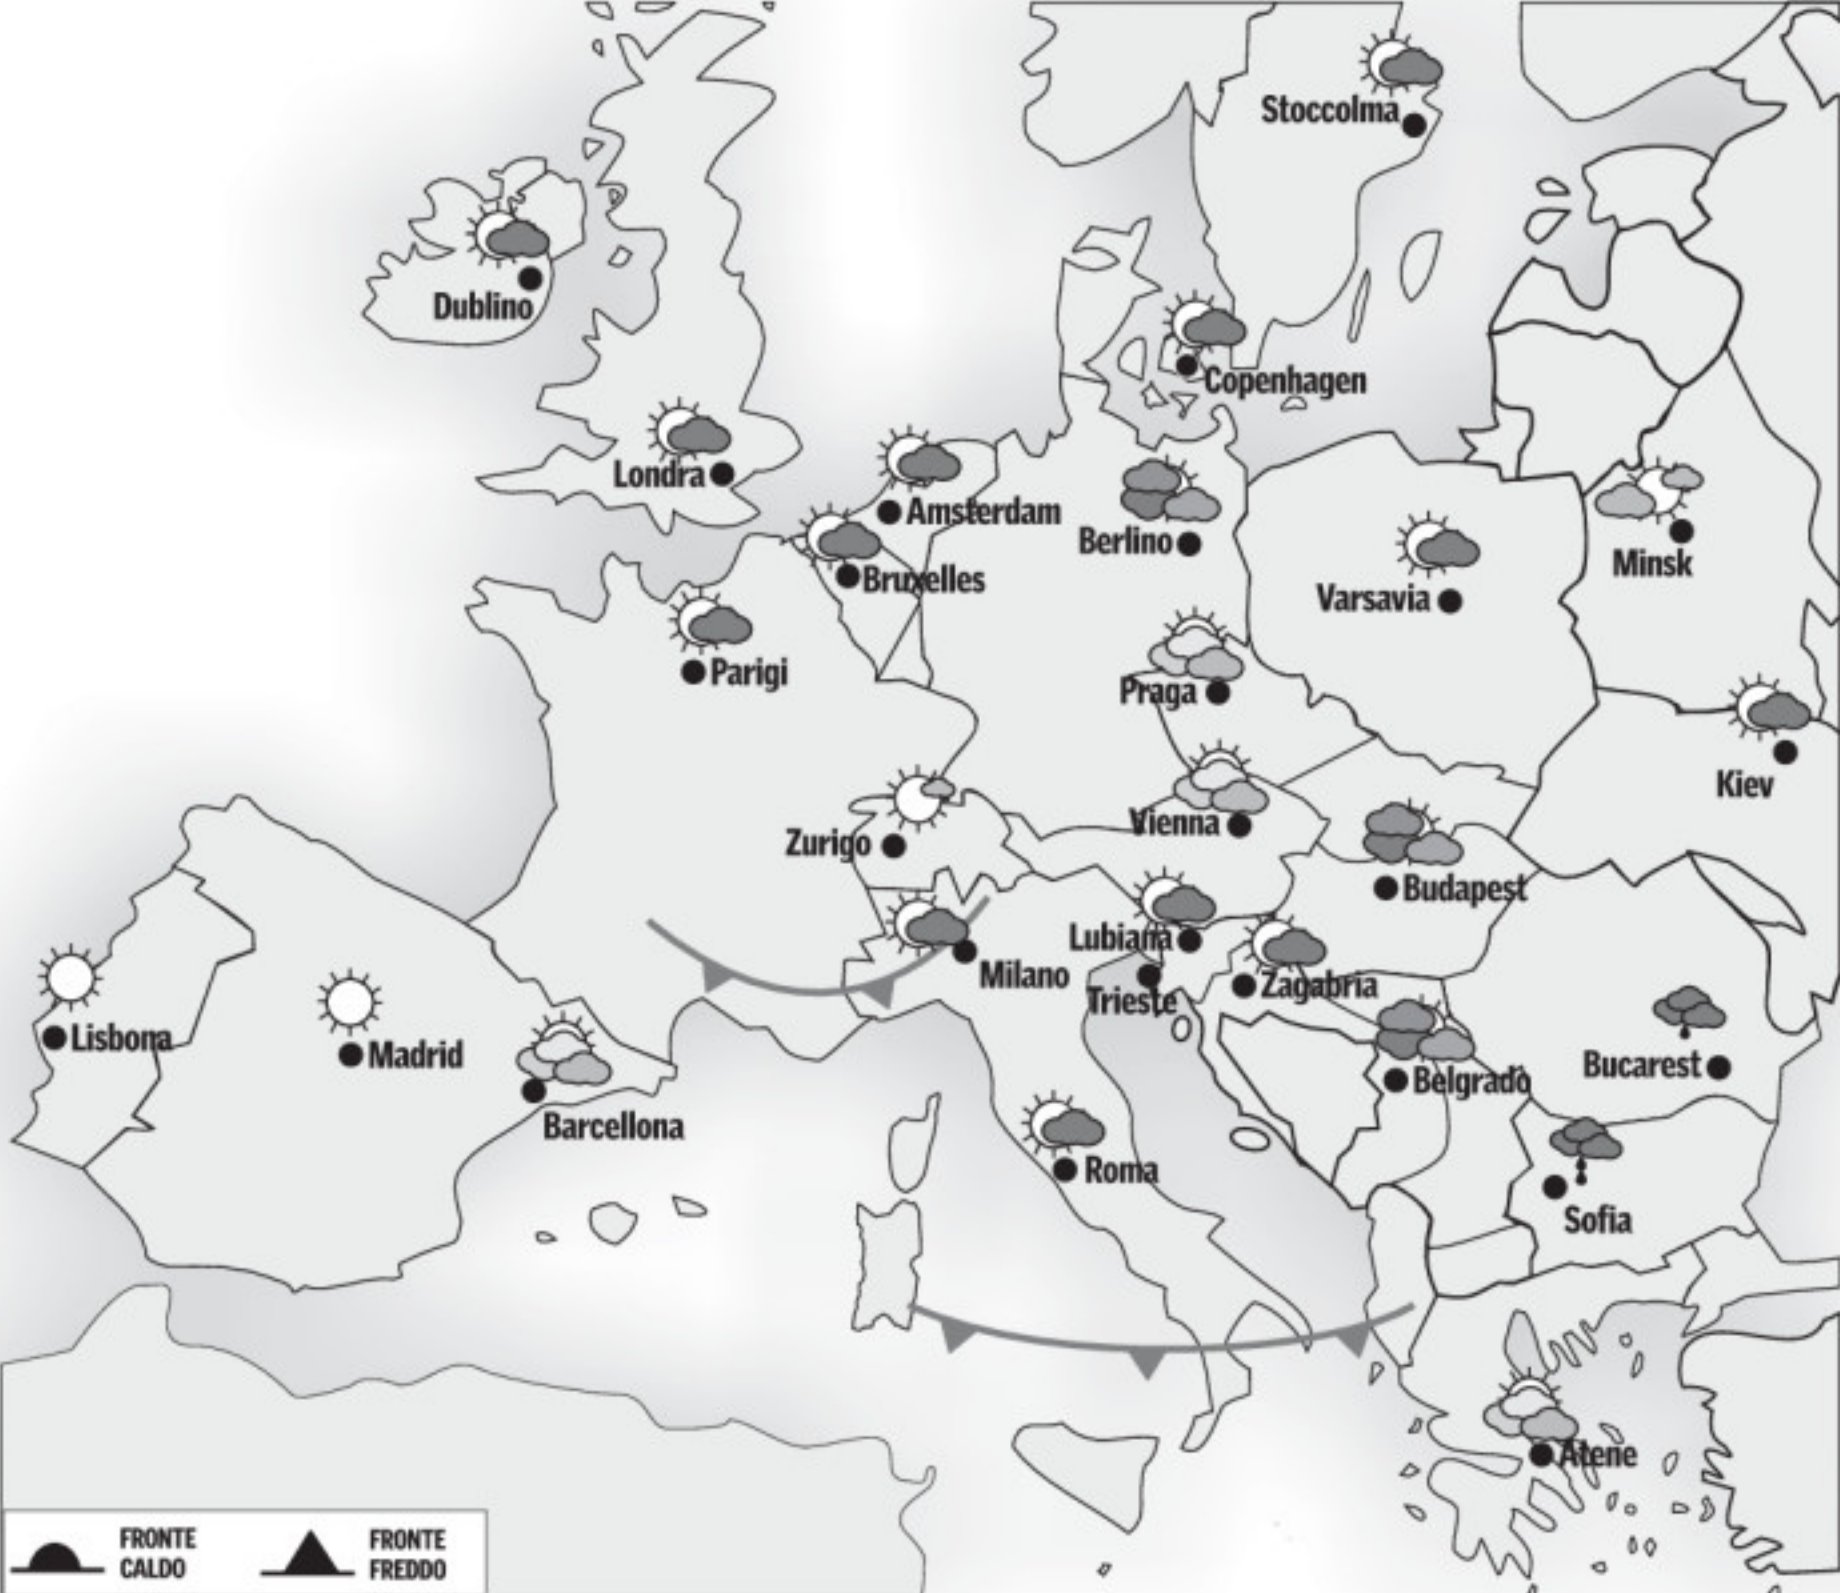 Stoccolma
Dublino
Copenhagen
Londra
Amsterdam
Berlino
Minsk
Bruxelles
Varsavia
Parigi
Praga
Kiev
Vienna
Zurigo
Budapest
Lubiana
Milano
Zagabria
Trieste
Lisbona
Madrid
Bucarest
Belgrado
Barcellona
Roma
Sofia
Atene
FRONTE
CALDO
FRONTE
FREDDO